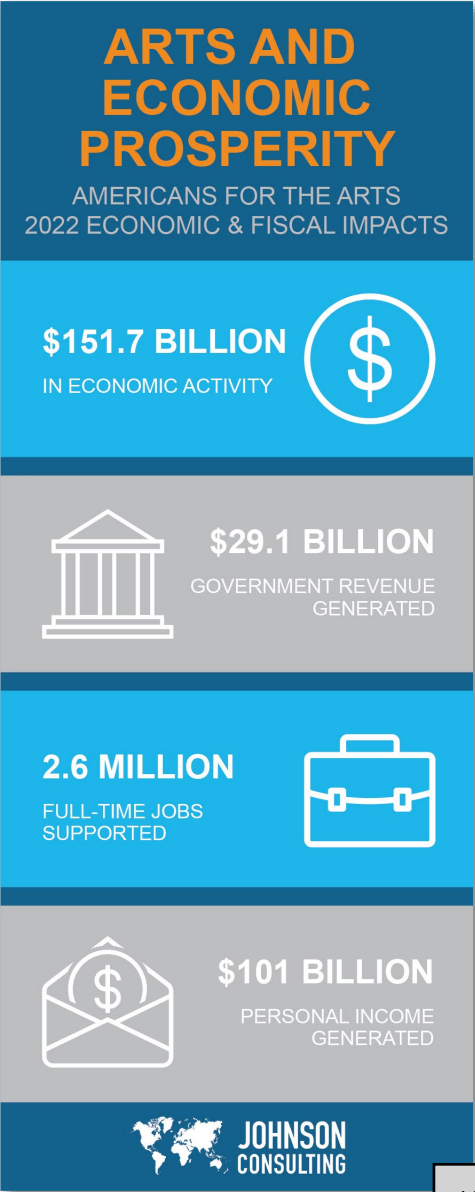 ARTS AND
ECONOMIC
PROSPERITY
AMERICANS FOR THE ARTS
2022 ECONOMIC & FISCAL IMPACTS
$151.7 BILLION
IN ECONOMIC ACTIVITY
$
$29.1 BILLION
GOVERNMENT REVENUE
GENERATED
2.6 MILLION
FULL-TIME JOBS
SUPPORTED
$
$101 BILLION
PERSONAL INCOME
GENERATED
JOHNSON
CONSULTING